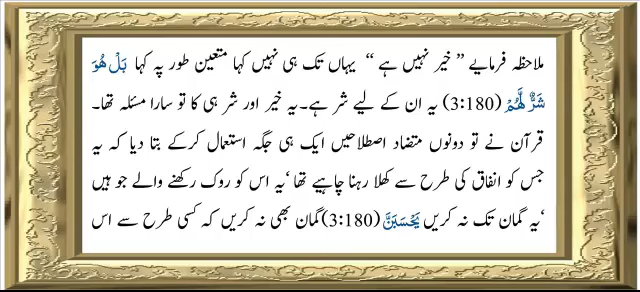 ملاحظہ فرمایے ” خیر نہیں ہے “ یہاں تک ہی نہیں کہا متعین طور پہ کہا بَلْ هُوَ
شَرٌّ لَّهُمْ (3:180) یہ ان کے لیے شر ہے۔ یہ خیر اور شر ہی کا تو سارا مسئلہ تھا۔
قرآن نے تو دونوں متضاد اصطلاحیں ایک ہی جگہ استعمال کرکے بتا دیا کہ یہ
جس کو انفاق کی طرح سے کھلا رہنا چاہیے تھا ‘یہ اس کو روک رکھنے والے جو ہیں
‘یہ گمان تک نہ کریں يَحْسَبَنَّ (3:180)گمان بھی نہ کریں کہ کسی طرح سے اس